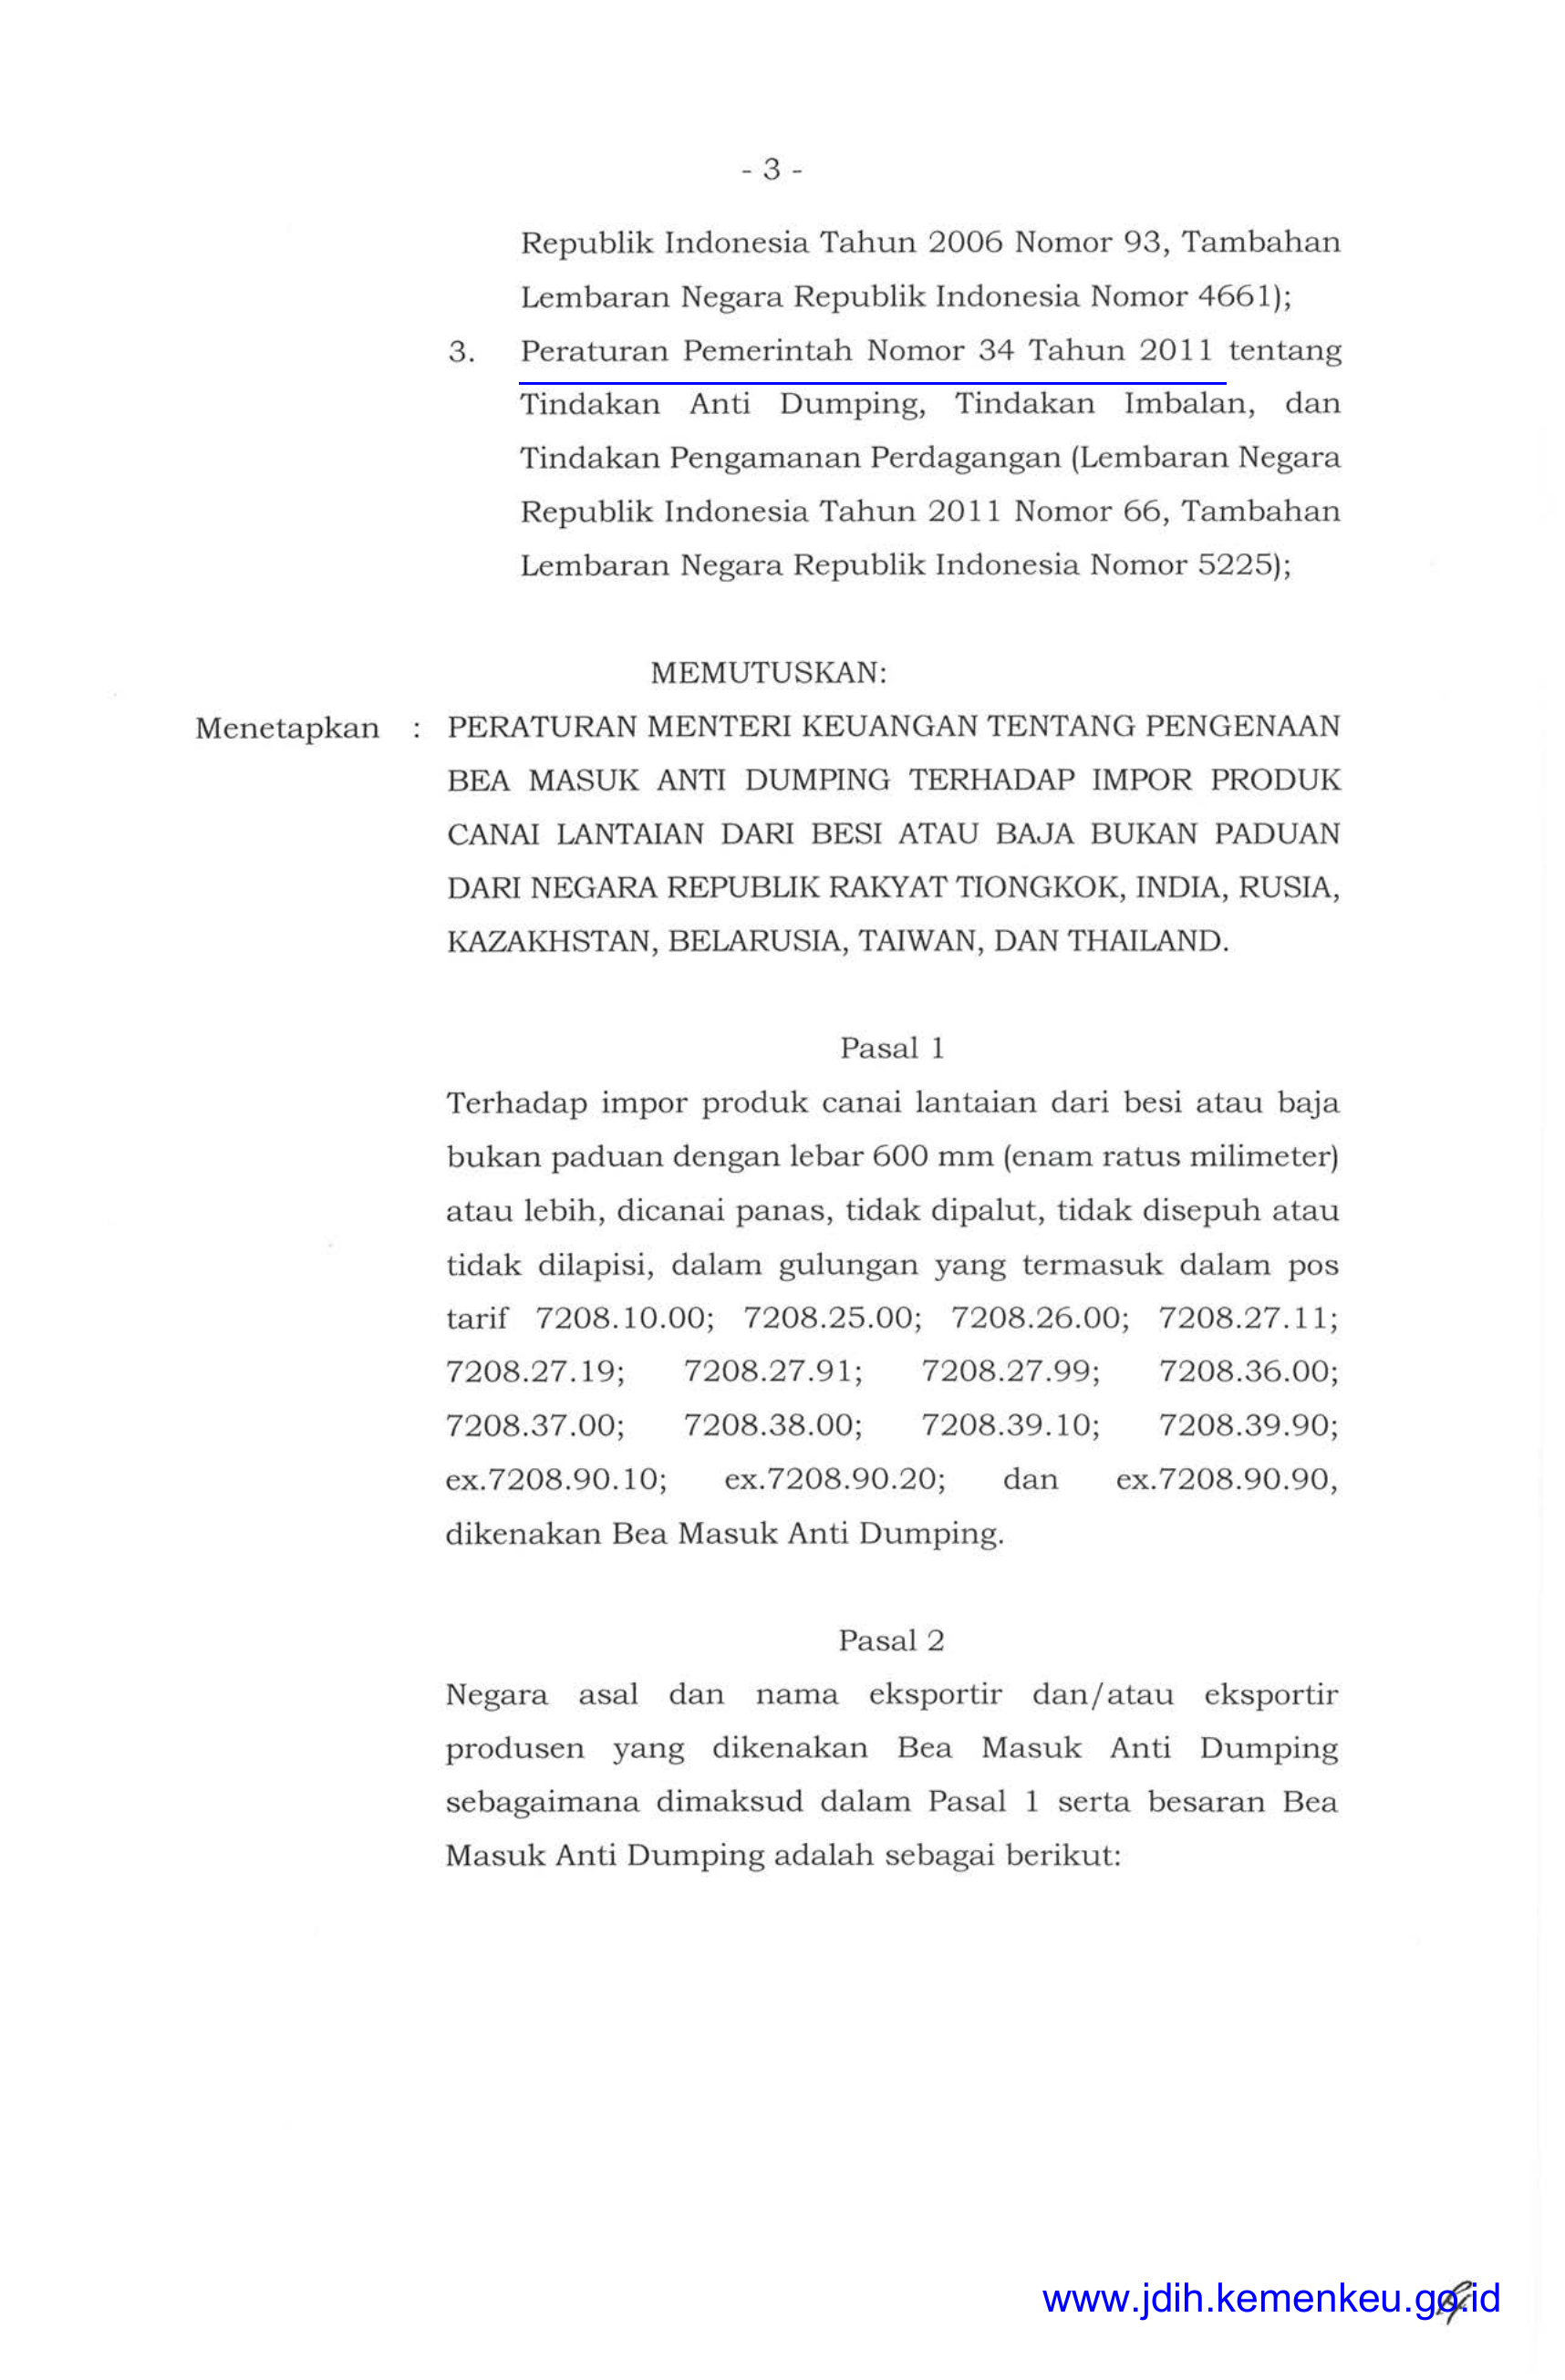 - 3 -
Republik Indonesia Tahun 2006 Nomor 93, Tambahan
Lembaran Negara Republik Indonesia Nomor 4661);
3. Peraturan Pemerintah Nomor 34 Tahun 2011 tentang
Tindakan Anti Dumping, Tindakan Imbalan, dan
Tindakan Pengamanan Perdagangan (Lembaran Negara
Republik Indonesia Tahun 2011 Nomor 66, Tambahan
Lembaran Negara Republik Indonesia Nomor 5225);
MEMUTUSKAN:
Menetapkan : PERATURAN MENTERI KEUANGAN TENTANG PENGENAAN
BEA MASUK ANTI DUMPING TERHADAP IMPOR PRODUK
CANAI LANTAIAN DARI BESI ATAU BAJA BUKAN PADUAN
DARI NEGARA REPUBLIK RAKYAT TIONGKOK, INDIA, RUSIA,
KAZAKHSTAN, BELARUSIA, TAIWAN, DAN THAILAND.
Pasal 1
Terhadap impor produk canai lantaian dari besi atau baja
bukan paduan dengan lebar 600 mm (enam ratus milimeter)
atau lebih, dicanai panas, tidak dipalut, tidak disepuh atau
tidak dilapisi, dalam gulungan yang termasuk dalam pos
tarif 7208.10.00; 7208.25.00; 7208.26.00; 7208.27.11;
7208.27.19; 7208.27.91; 7208.27.99; 7208.36.00;
7208.37.00; 7208.38.00; 7208.39.10; 7208.39.90;
ex.7208.90.10; ex.7208.90.20; dan ex.7208.90.90,
dikenakan Bea Masuk Anti Dumping.
Pasal 2
Negara asal dan nama eksportir dan/atau eksportir
produsen yang dikenakan Bea Masuk Anti Dumping
sebagaimana dimaksud dalam Pasal 1 serta besaran Bea
Masuk Anti Dumping adalah sebagai berikut:
www.jdih.kemenkeu.go.id